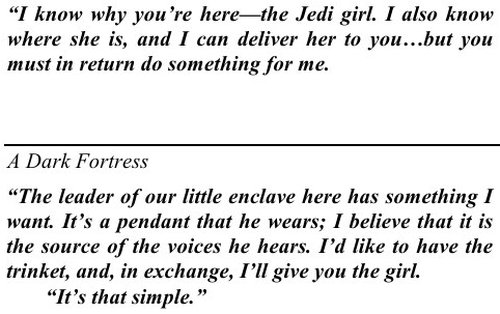 “I know why you’re here—the Jedi girl. I also know
where she is, and I can deliver her to you…but you
must in return do something for me.
A Dark Fortress
“The leader of our little enclave here has something I
want. It’s a pendant that he wears; I believe that it is
the source of the voices he hears. I’d like to have the
trinket, and, in exchange, I’ll give you the girl.
“It’s that simple.”